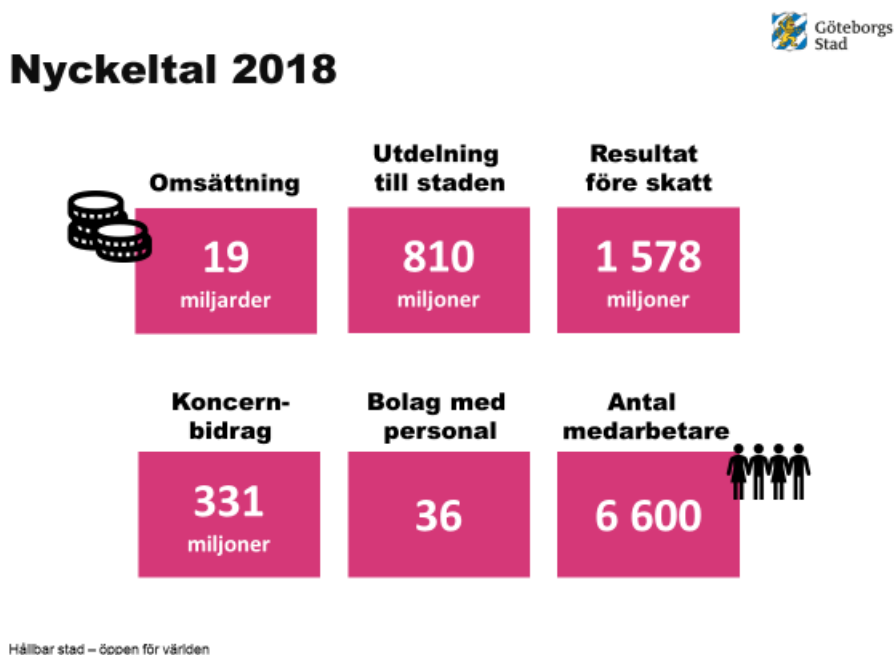 Göteborgs
Stad
Nyckeltal 2018
Omsättning
19
miljarder
Utdelning
till staden
810
miljoner
Resultat
före skatt
1 578
miljoner
Koncern-
bidrag
331
miljoner
Bolag med
personal
36
Antal
medarbetare
6 600
Hållbar stad – öppen för världen